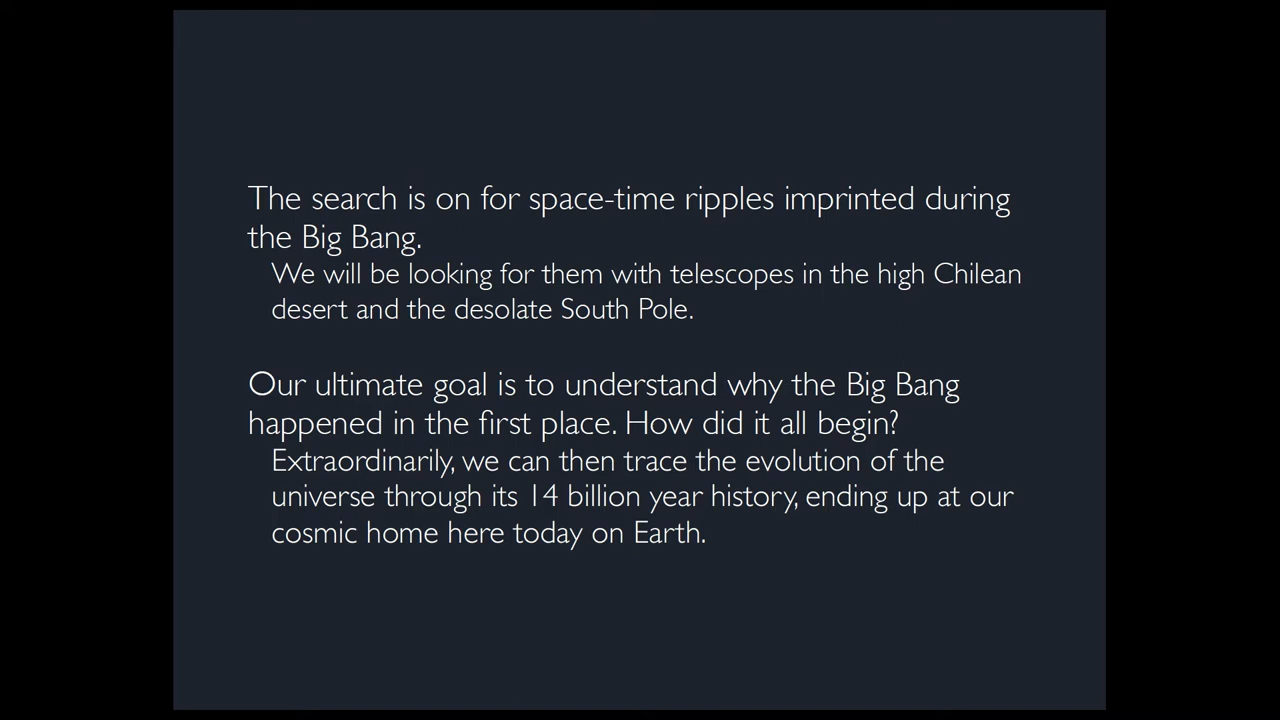 The search is on for space-time ripples imprinted during
the Big Bang.
We will be looking for them with telescopes in the high Chilean
desert and the desolate South Pole.
Our ultimate goal is to understand why the Big Bang
happened in the first place. How did it all begin?
Extraordinarily, we can then trace the evolution of the
universe through its 14 billion year history, ending up at our
cosmic home here today on Earth.